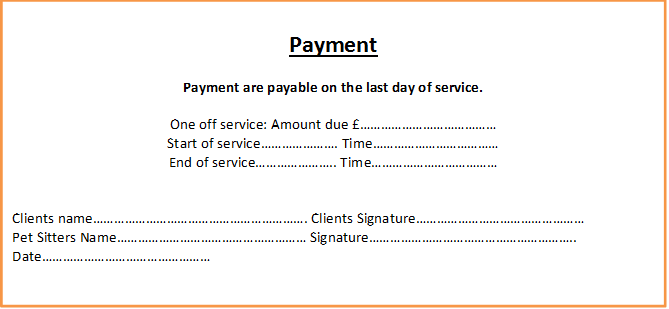 Payment
Payment are payable on the last day of service.
One off service: Amount due £…………………………………
Start of service…………………. Time………………………………
End of service………………….. Time………………………………
Clients name……………………………………………………. Clients Signature…………………………………………
Pet Sitters Name……………………………………………… Signature…………………………………………………..
Date…………………………………………